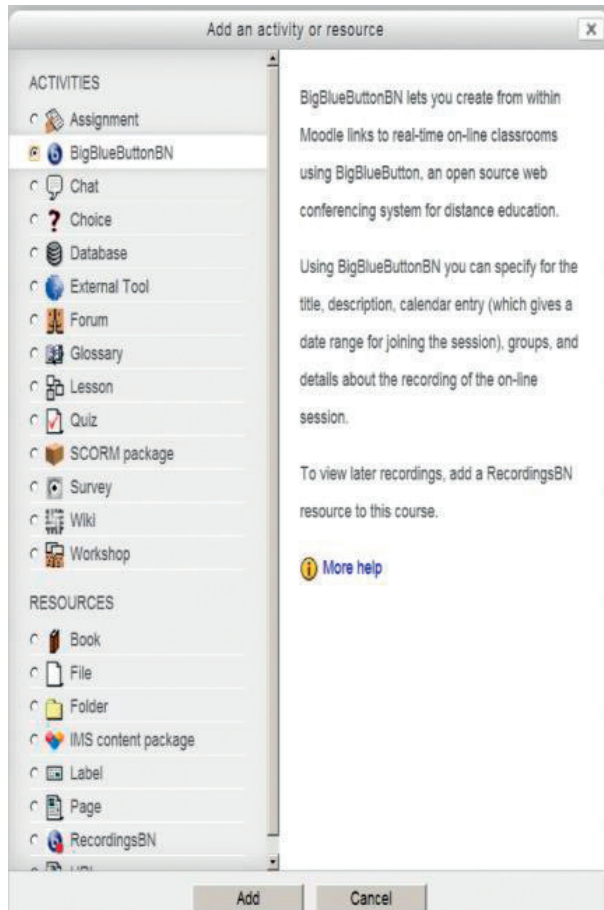 Add an activity or resource
ACTIVITIES
Assignment
BigBlueButtonBN
Chat
Choice
Database
External Tool
Forum
Glossary
Lesson
Quiz
SCORM package
Survey
Wiki
Workshop
RESOURCES
Book
File
Folder
IMS content package
Label
Page
RecordingsBN
BigBlueButtonBN lets you create from within
Moodle links to real-time on-line classrooms
using BigBlueButton, an open source web
conferencing system for distance education.
Using BigBlueButtonBN you can specify for the
title, description, calendar entry (which gives a
date range for joining the session), groups, and
details about the recording of the on-line
session.
To view later recordings, add a RecordingsBN
resource to this course.
More help
Add
Cancel